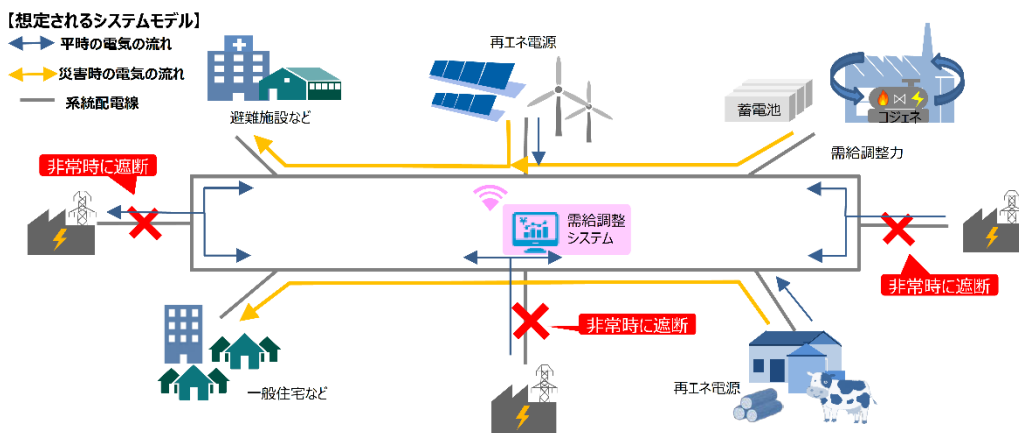 【想定されるシステムモデル】
平時の電気の流れ
災害時の電気の流れ
系統配電線
避難施設など
再エネ電源
蓄電池
コジェネ
需給調整力
非常時に遮断
需給調整
システム
非常時に遮断
非常時に遮断
一般住宅など
再エネ電源